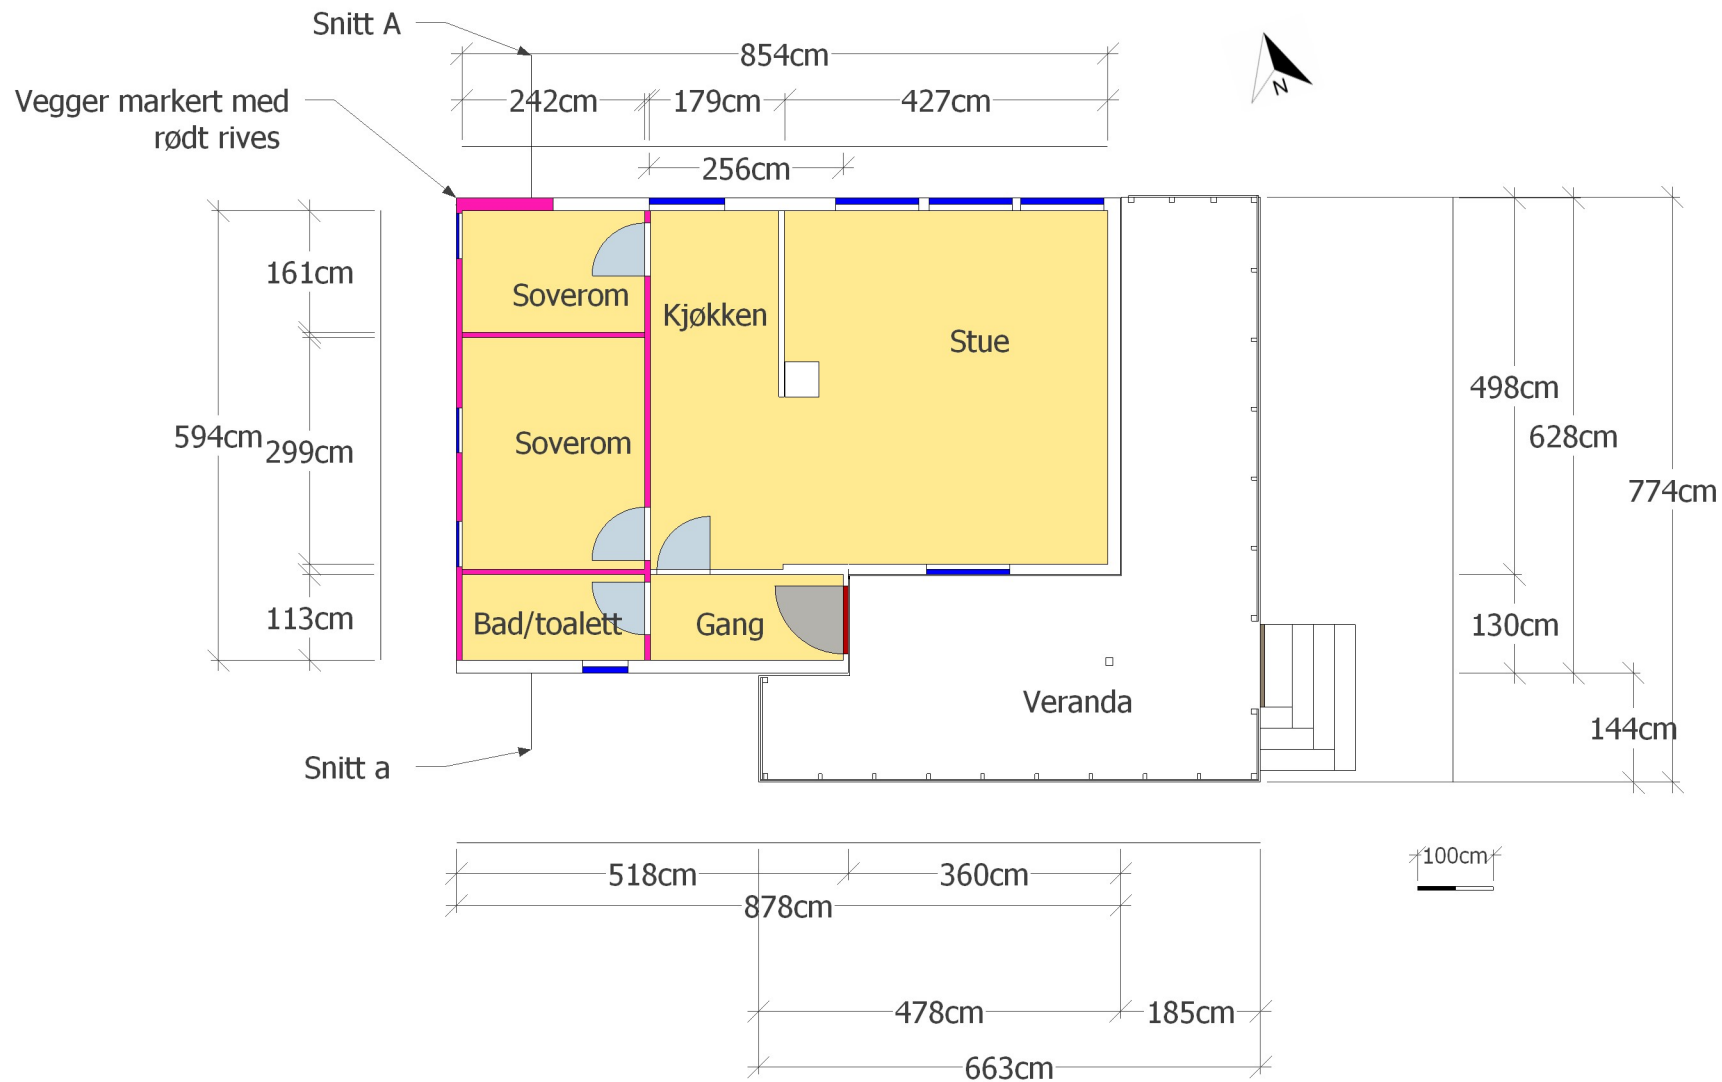 Snitt A
854cm
Vegger markert med
rødt rives
242cm
179cm
427cm
256cm
N
161cm
594cm
299cm
113cm
Soverom
Kjøkken
Stue
Soverom
Bad/toalett
Gang
Veranda
498cm
628cm
774cm
130cm
144cm
Snitt a
100cm
518cm
360cm
878cm
478cm
185cm
663cm